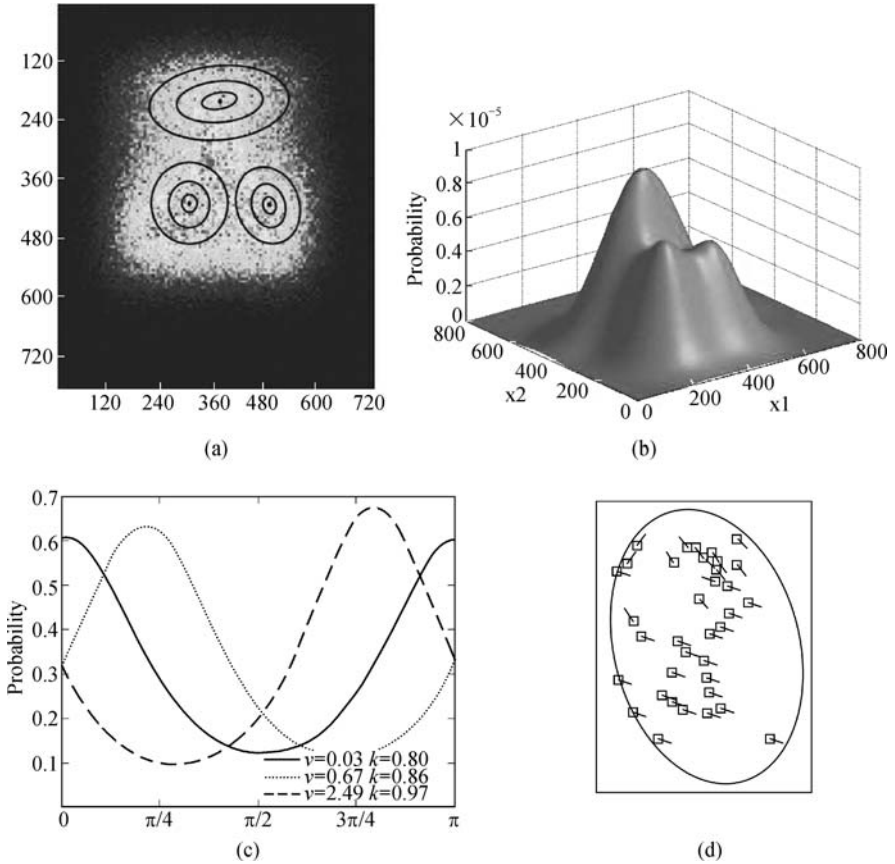 120
240
360
480
600
720
120 240 360 480 600 720
(a)
×10⁻⁵
1
0.8
0.6
0.4
0.2
0
Probability
800
600
400
200
0
x2
0
200
400
600
800
x1
(b)
0.7
0.6
0.5
0.4
0.3
0.2
0.1
Probability
v=0.03 k=0.80
v=0.67 k=0.86
v=2.49 k=0.97
0 π/4 π/2 3π/4 π
(c)
(d)